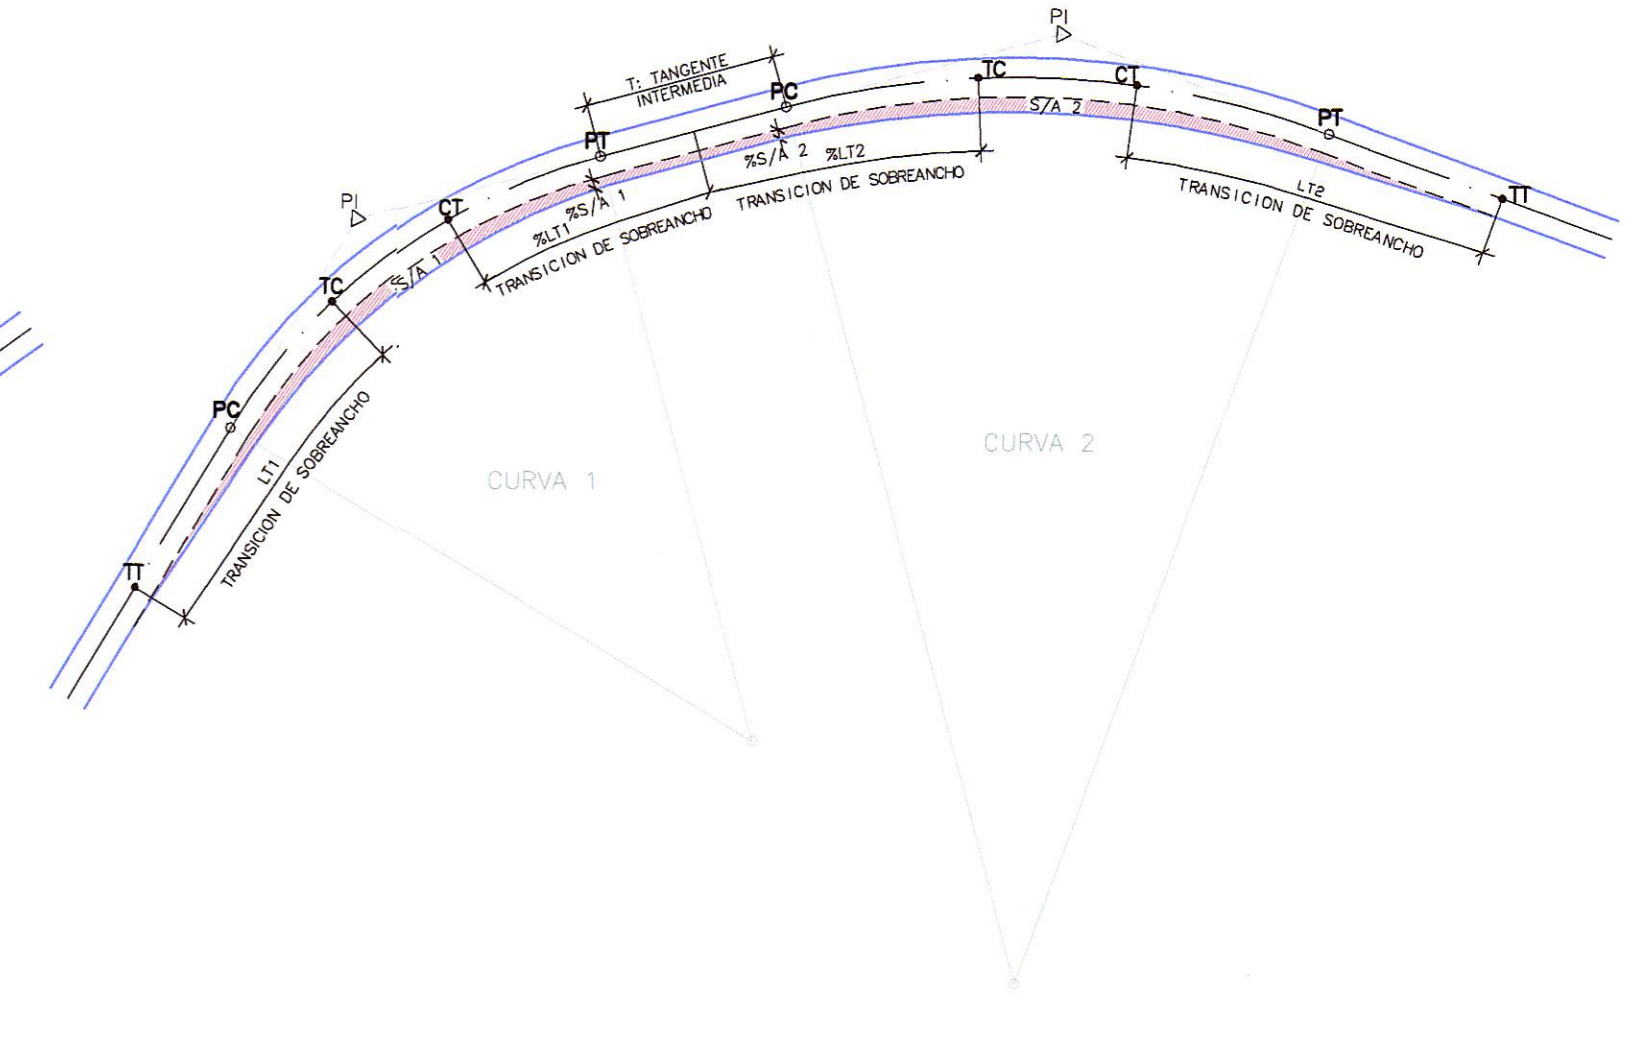 PI
T: TANGENTE
INTERMEDIA
PC
TC
CT
PT
PT
S/A 2
%S/A 2 %LT2
TRANSICION DE SOBREANCHO
LT2
TRANSICION DE SOBREANCHO
TT
PI
CT
%S/A 1
%LT1
TRANSICION DE SOBREANCHO
S/A 1
TC
PC
LT1
TRANSICION DE SOBREANCHO
TT
CURVA 1
CURVA 2